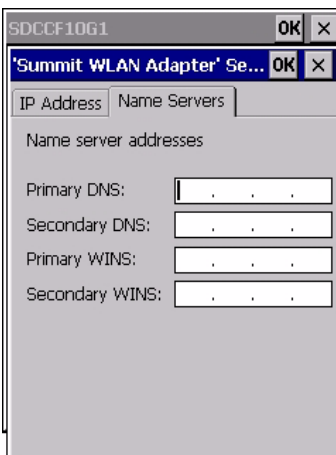 SDCCF10G1 OK ×
'Summit WLAN Adapter' Se... OK ×
IP Address Name Servers
Name server addresses
Primary DNS: . . .
Secondary DNS: . . .
Primary WINS: . . .
Secondary WINS: . . .